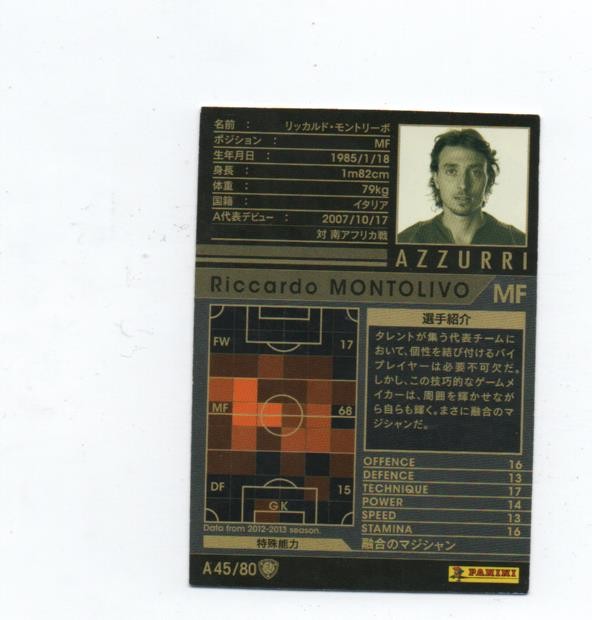 名前 : リッカルド・モントリーボ
ポジション : MF
生年月日 : 1985/1/18
身長 : 1m82cm
体重 : 79kg
国籍 : イタリア
A代表デビュー : 2007/10/17
対 南アフリカ戦
AZZURRI
Riccardo MONTOLIVO MF
FW 17
MF 68
DF 15
GK
Data from 2012-2013 season.
特殊能力
選手紹介
タレントが集う代表チームに
おいて、個性を結び付けるバイ
プレイヤーは必要不可欠だ。
しかし、この技巧的なゲームメ
イカーは、周囲を輝かせなが
ら自らも輝く。まさに融合のマ
ジシャンだ。
OFFENCE 16
DEFENCE 13
TECHNIQUE 17
POWER 14
SPEED 13
STAMINA 16
融合のマジシャン
A45/80
PANINI